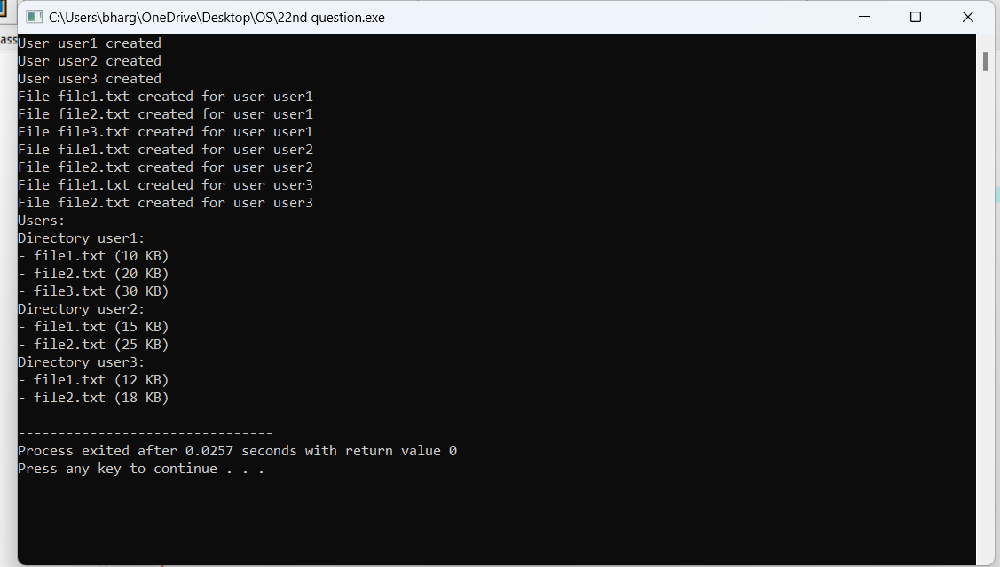 C:\Users\bharg\OneDrive\Desktop\OS\22nd question.exe
ass
User user1 created
User user2 created
User user3 created
File file1.txt created for user user1
File file2.txt created for user user1
File file3.txt created for user user1
File file1.txt created for user user2
File file2.txt created for user user2
File file1.txt created for user user3
File file2.txt created for user user3
Users:
Directory user1:
- file1.txt (10 KB)
- file2.txt (20 KB)
- file3.txt (30 KB)
Directory user2:
- file1.txt (15 KB)
- file2.txt (25 KB)
Directory user3:
- file1.txt (12 KB)
- file2.txt (18 KB)
--------------------------------
Process exited after 0.0257 seconds with return value 0
Press any key to continue . . .